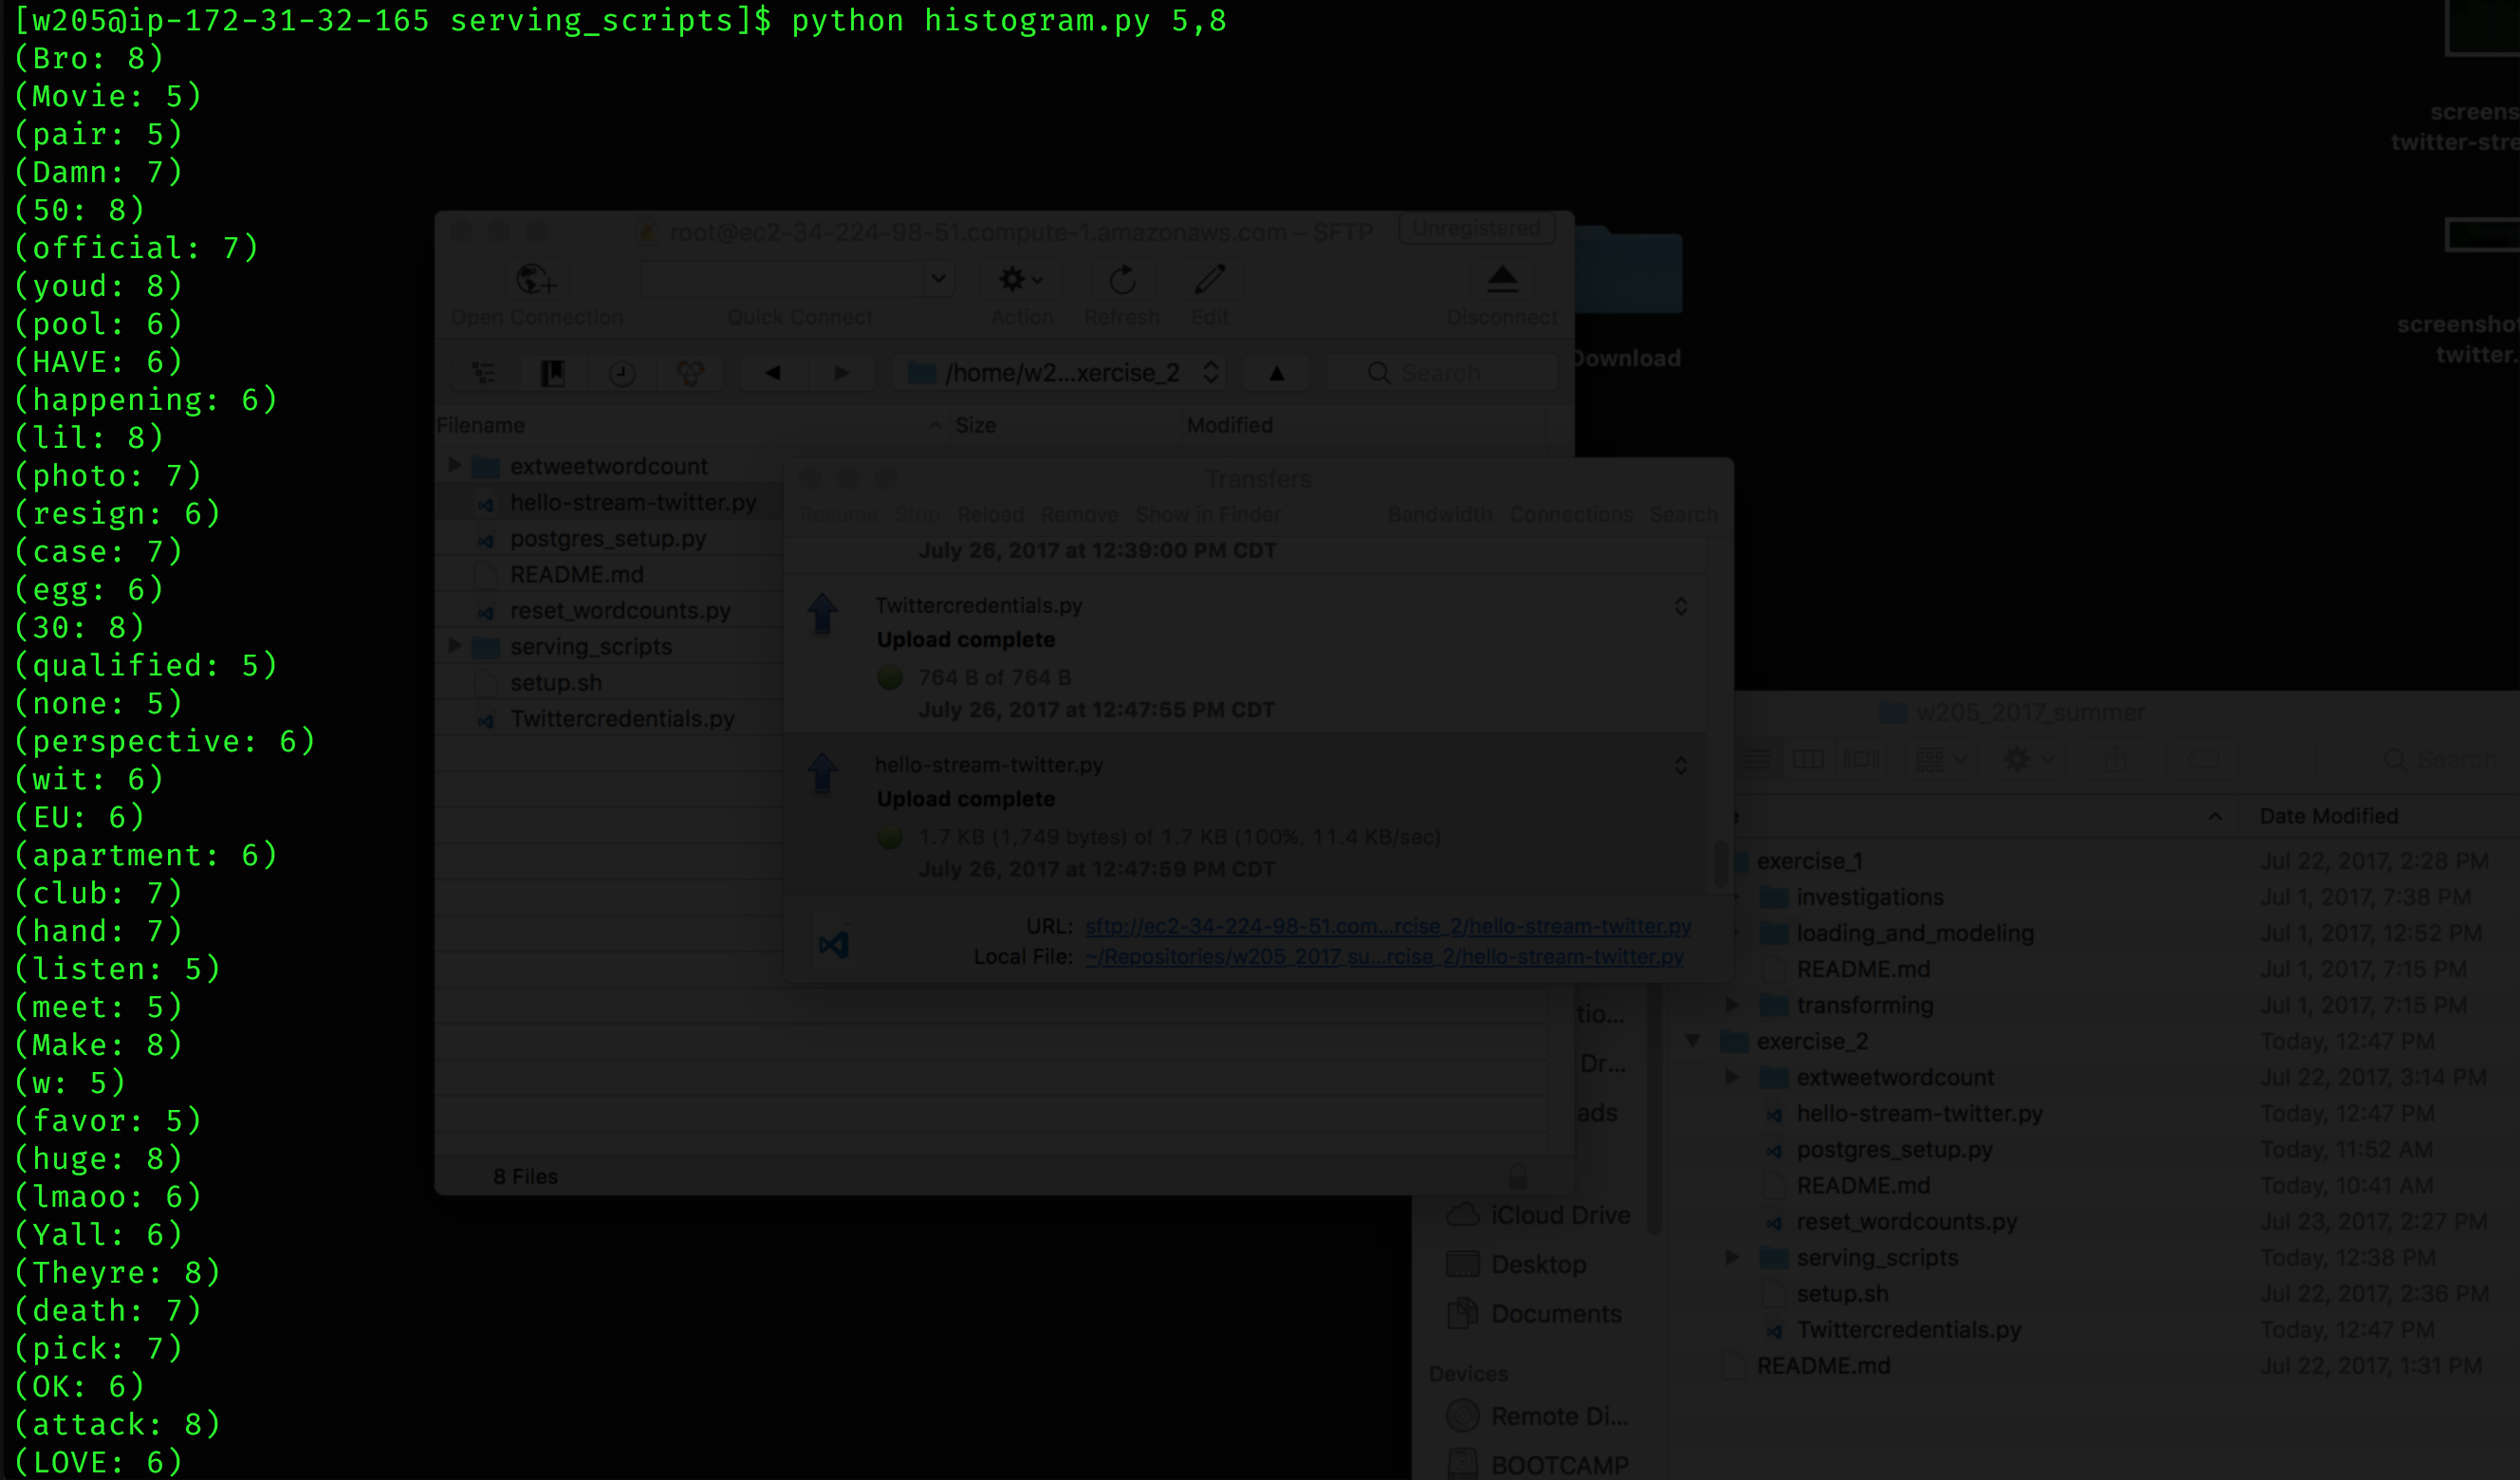 [w205@ip-172-31-32-165 serving_scripts]$ python histogram.py 5,8
(Bro: 8)
(Movie: 5)
(pair: 5)
(Damn: 7)
(50: 8)
(official: 7)
(youd: 8)
(pool: 6)
(HAVE: 6)
(happening: 6)
(lil: 8)
(photo: 7)
(resign: 6)
(case: 7)
(egg: 6)
(30: 8)
(qualified: 5)
(none: 5)
(perspective: 6)
(wit: 6)
(EU: 6)
(apartment: 6)
(club: 7)
(hand: 7)
(listen: 5)
(meet: 5)
(Make: 8)
(w: 5)
(favor: 5)
(huge: 8)
(lmaoo: 6)
(Yall: 6)
(Theyre: 8)
(death: 7)
(pick: 7)
(OK: 6)
(attack: 8)
(LOVE: 6)
root@ec2-34-224-98-51.compute-1.amazonaws.com – SFTP
Unregistered
Open Connection Quick Connect Action Refresh Edit Disconnect
/home/w2...xercise_2 Search
Filename Size Modified
extweetwordcount
hello-stream-twitter.py
postgres_setup.py
README.md
reset_wordcounts.py
serving_scripts
setup.sh
Twittercredentials.py
8 Files
Transfers
Resume Stop Reload Remove Show in Finder Bandwidth Connections Search
July 26, 2017 at 12:39:00 PM CDT
Twittercredentials.py
Upload complete
764 B of 764 B
July 26, 2017 at 12:47:55 PM CDT
hello-stream-twitter.py
Upload complete
1.7 KB (1,749 bytes) of 1.7 KB (100%, 11.4 KB/sec)
July 26, 2017 at 12:47:59 PM CDT
URL: sftp://ec2-34-224-98-51.com...rcise_2/hello-stream-twitter.py
Local File: ~/Repositories/w205_2017_su...rcise_2/hello-stream-twitter.py
Download
screens
twitter-stre
screenshot
twitter.
w205_2017_summer
Search
e Date Modified
exercise_1 Jul 22, 2017, 2:28 PM
investigations Jul 1, 2017, 7:38 PM
loading_and_modeling Jul 1, 2017, 12:52 PM
README.md Jul 1, 2017, 7:15 PM
transforming Jul 1, 2017, 7:15 PM
exercise_2 Today, 12:47 PM
extweetwordcount Jul 22, 2017, 3:14 PM
hello-stream-twitter.py Today, 12:47 PM
postgres_setup.py Today, 11:52 AM
README.md Today, 10:41 AM
reset_wordcounts.py Jul 23, 2017, 2:27 PM
serving_scripts Today, 12:38 PM
setup.sh Jul 22, 2017, 2:36 PM
Twittercredentials.py Today, 12:47 PM
README.md Jul 22, 2017, 1:31 PM
tio...
Dr...
ads
iCloud Drive
Desktop
Documents
Devices
Remote Di...
BOOTCAMP